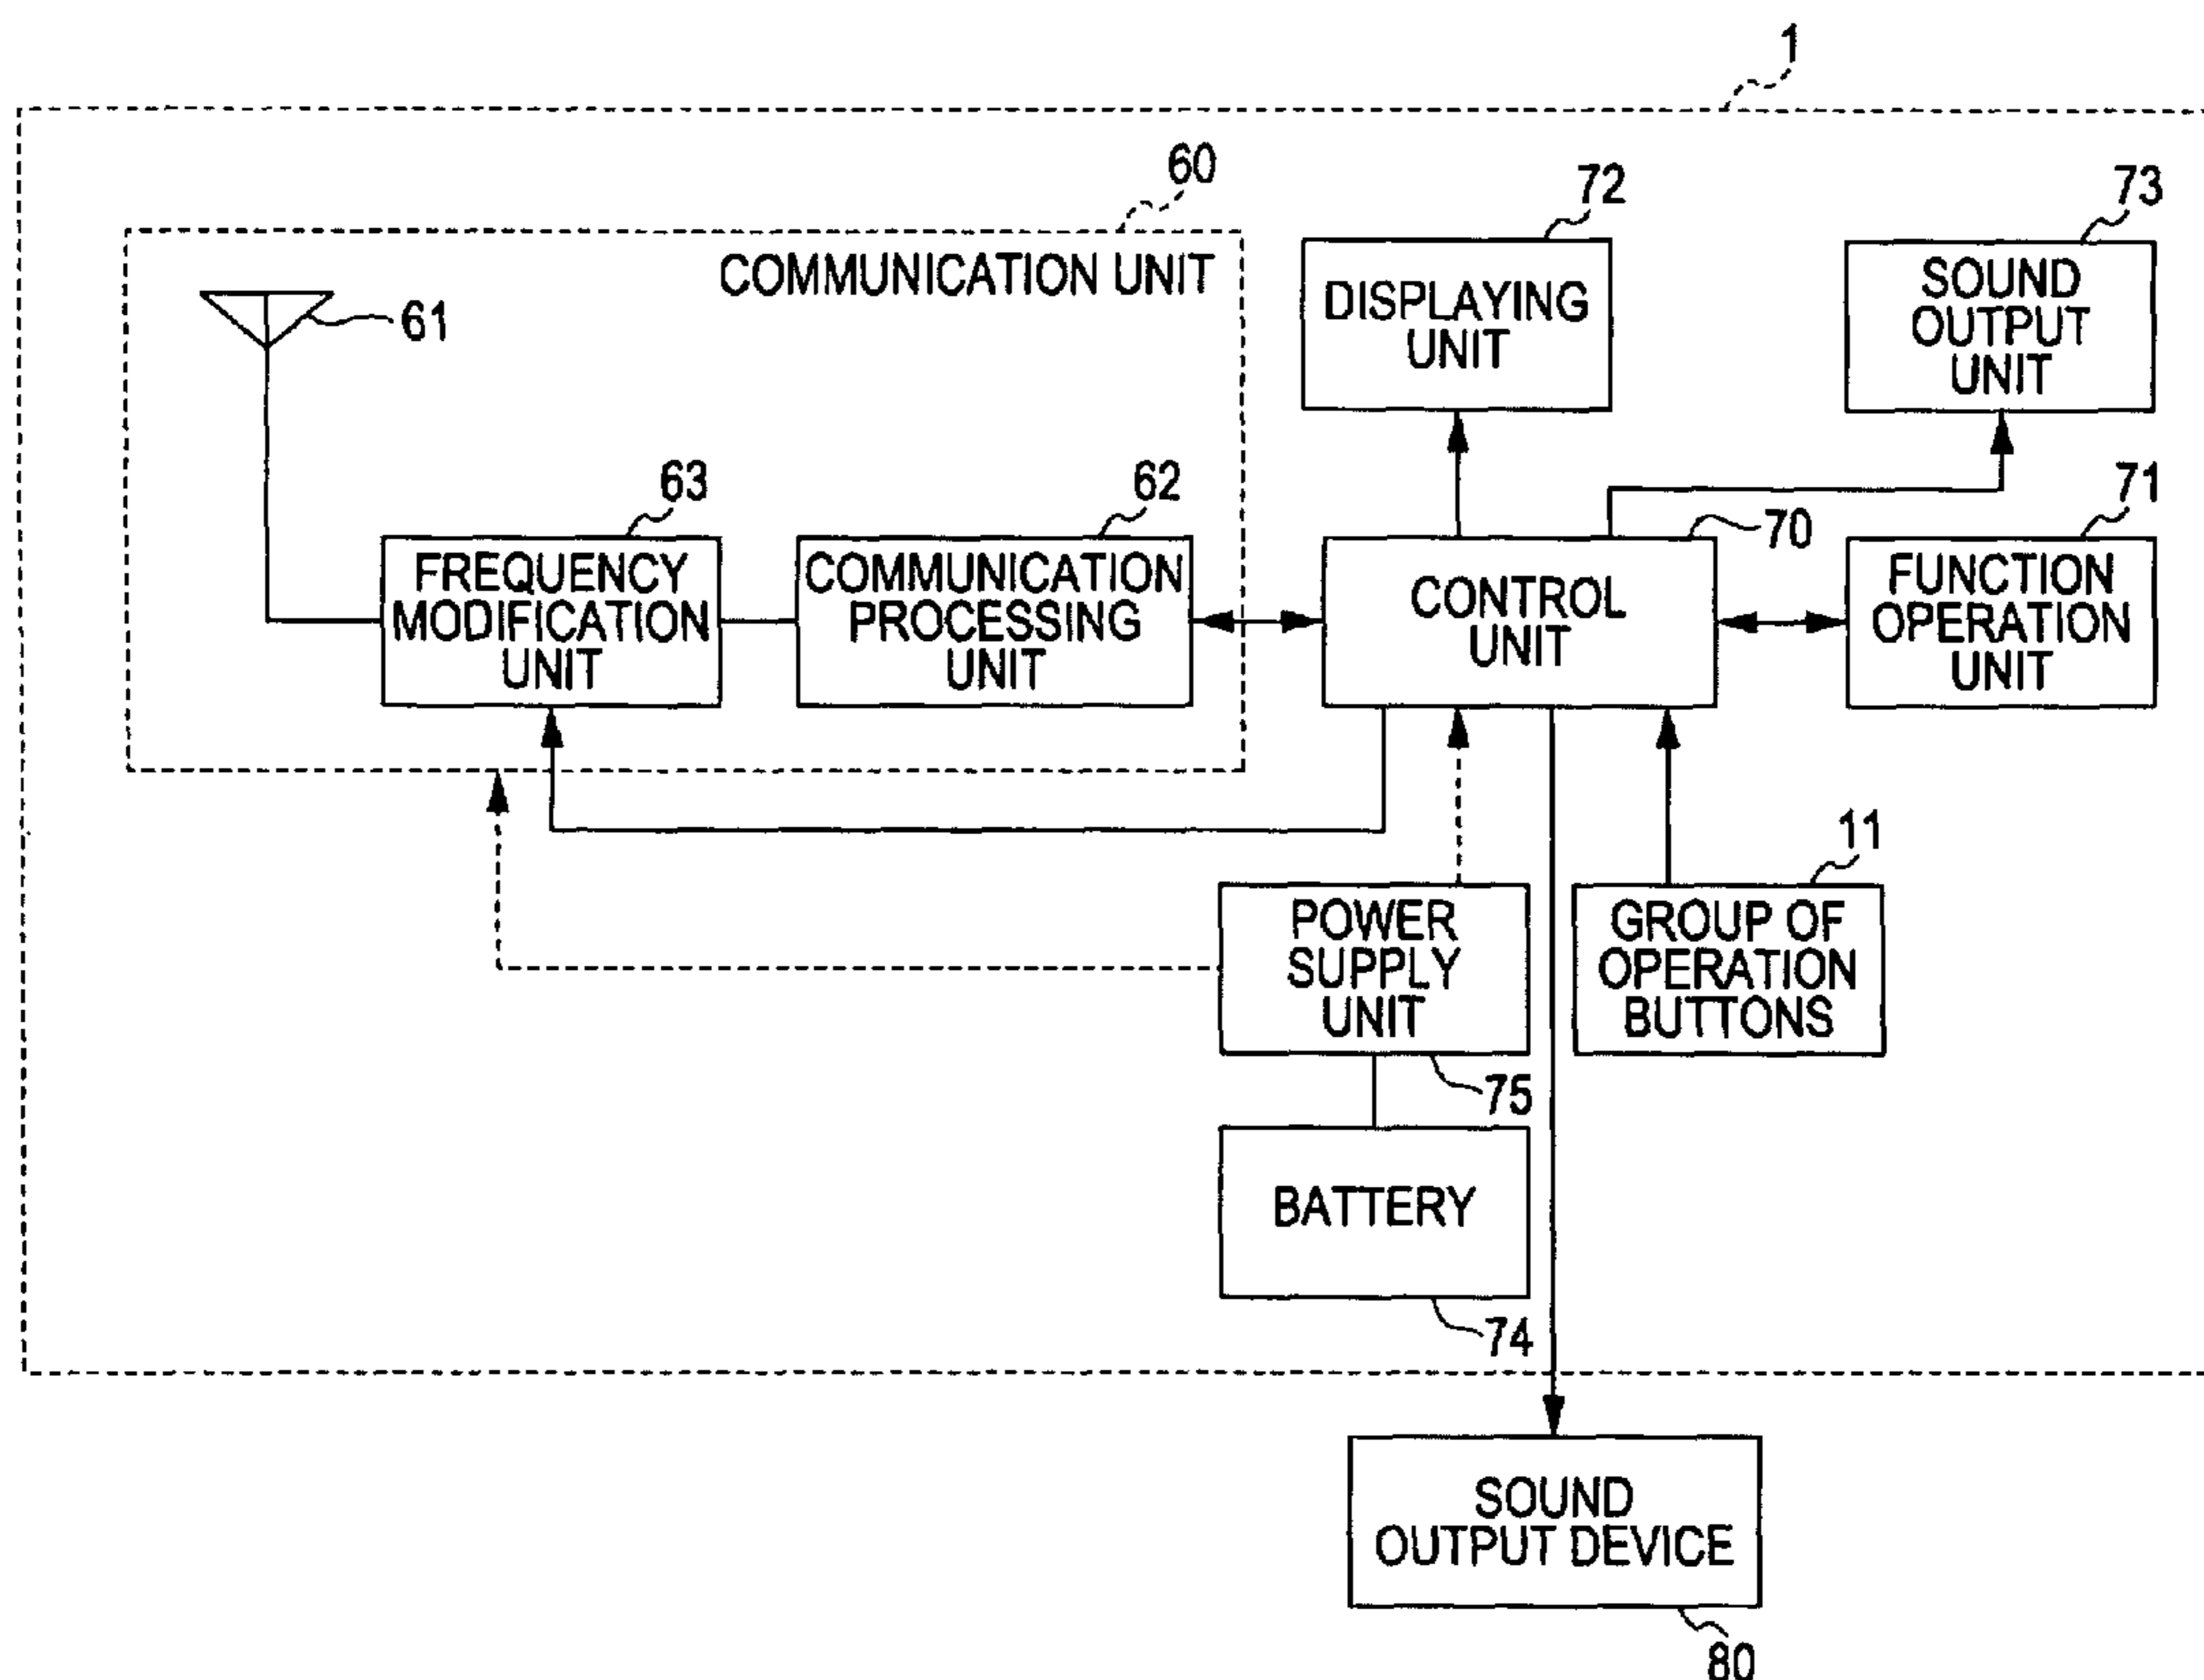 1
60
COMMUNICATION UNIT
61
72
DISPLAYING
UNIT
73
SOUND
OUTPUT
UNIT
63
FREQUENCY
MODIFICATION
UNIT
62
COMMUNICATION
PROCESSING
UNIT
70
CONTROL
UNIT
71
FUNCTION
OPERATION
UNIT
POWER
SUPPLY
UNIT
75
11
GROUP OF
OPERATION
BUTTONS
BATTERY
74
SOUND
OUTPUT DEVICE
80